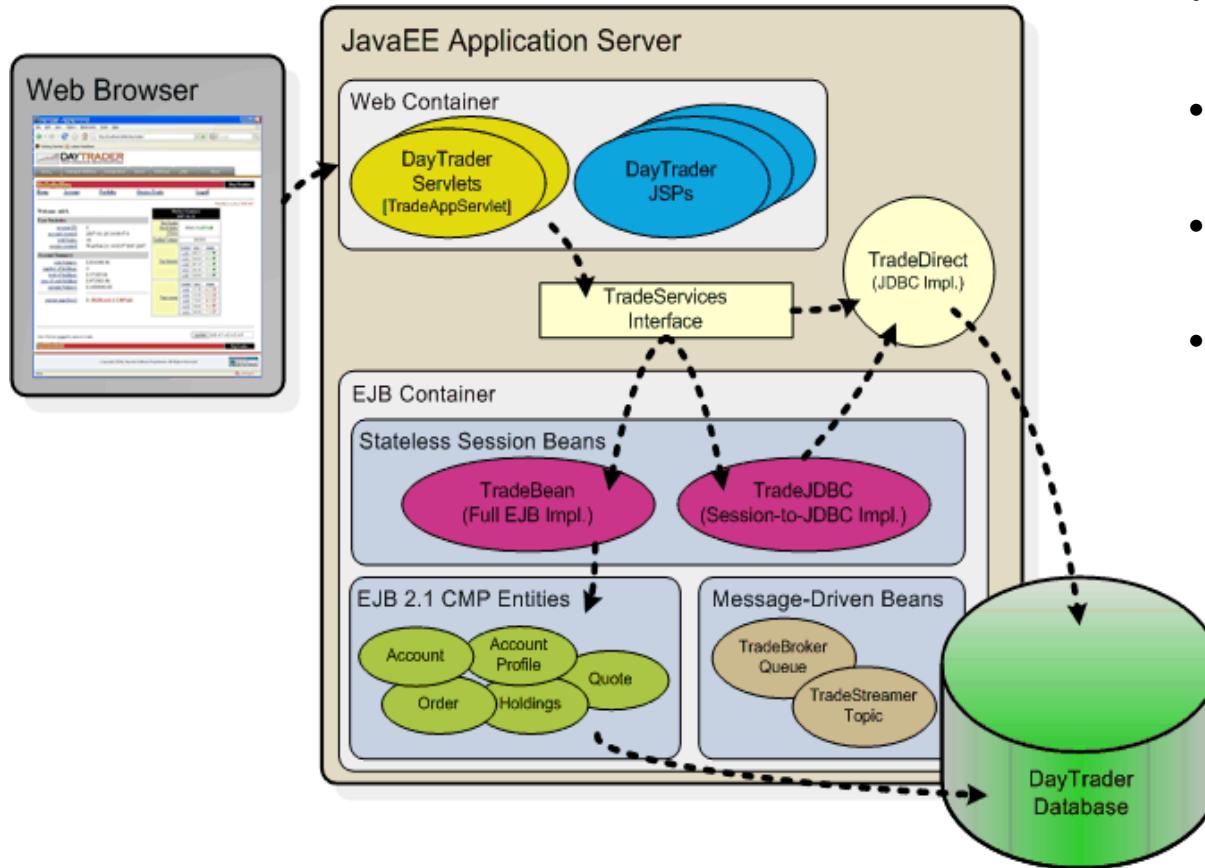 JavaEE Application Server
Web Browser
DAYTRADER
Web Container
DayTrader
Servlets
[TradeAppServlet]
DayTrader
JSPs
TradeDirect
(JDBC Impl.)
TradeServices
Interface
EJB Container
Stateless Session Beans
TradeBean
(Full EJB Impl.)
TradeJDBC
(Session-to-JDBC Impl.)
EJB 2.1 CMP Entities
Account
Account
Profile
Quote
Order
Holdings
Message-Driven Beans
TradeBroker
Queue
TradeStreamer
Topic
DayTrader
Database